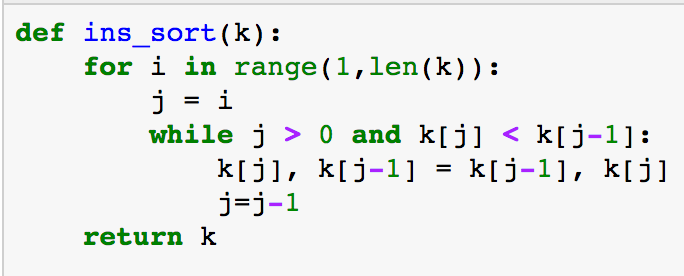 def ins_sort(k):
    for i in range(1,len(k)):
        j = i
        while j > 0 and k[j] < k[j-1]:
            k[j], k[j-1] = k[j-1], k[j]
            j=j-1
    return k